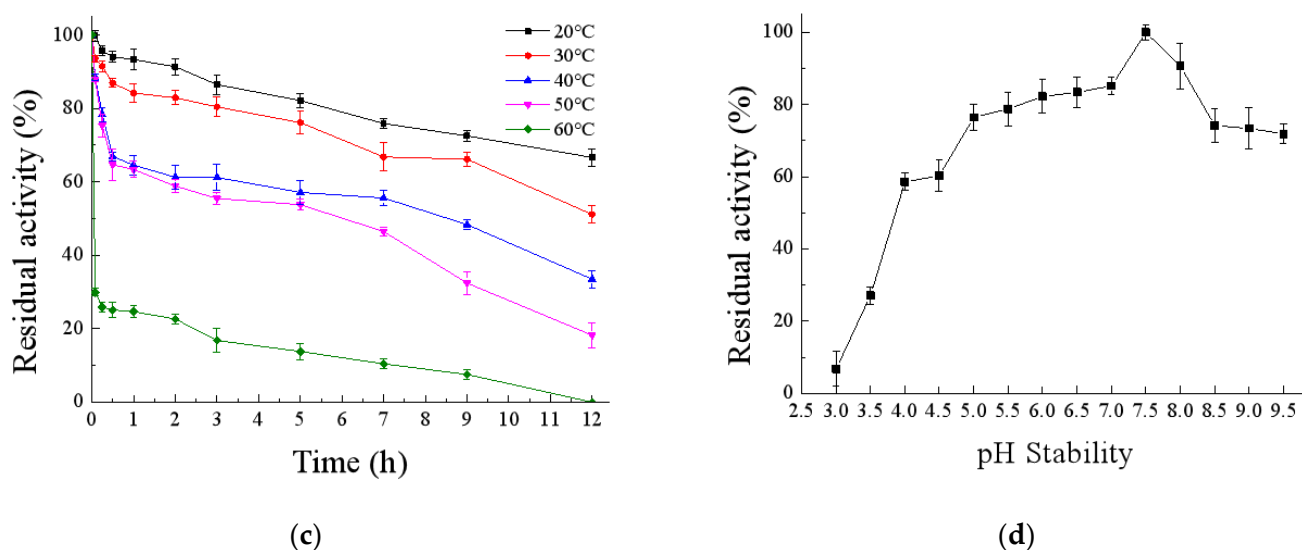 100
80
60
40
20
0
Residual activity (%)
20°C
30°C
40°C
50°C
60°C
0 1 2 3 4 5 6 7 8 9 10 11 12
Time (h)
(c)
100
80
60
40
20
0
Residual activity (%)
2.5 3.0 3.5 4.0 4.5 5.0 5.5 6.0 6.5 7.0 7.5 8.0 8.5 9.0 9.5
pH Stability
(d)